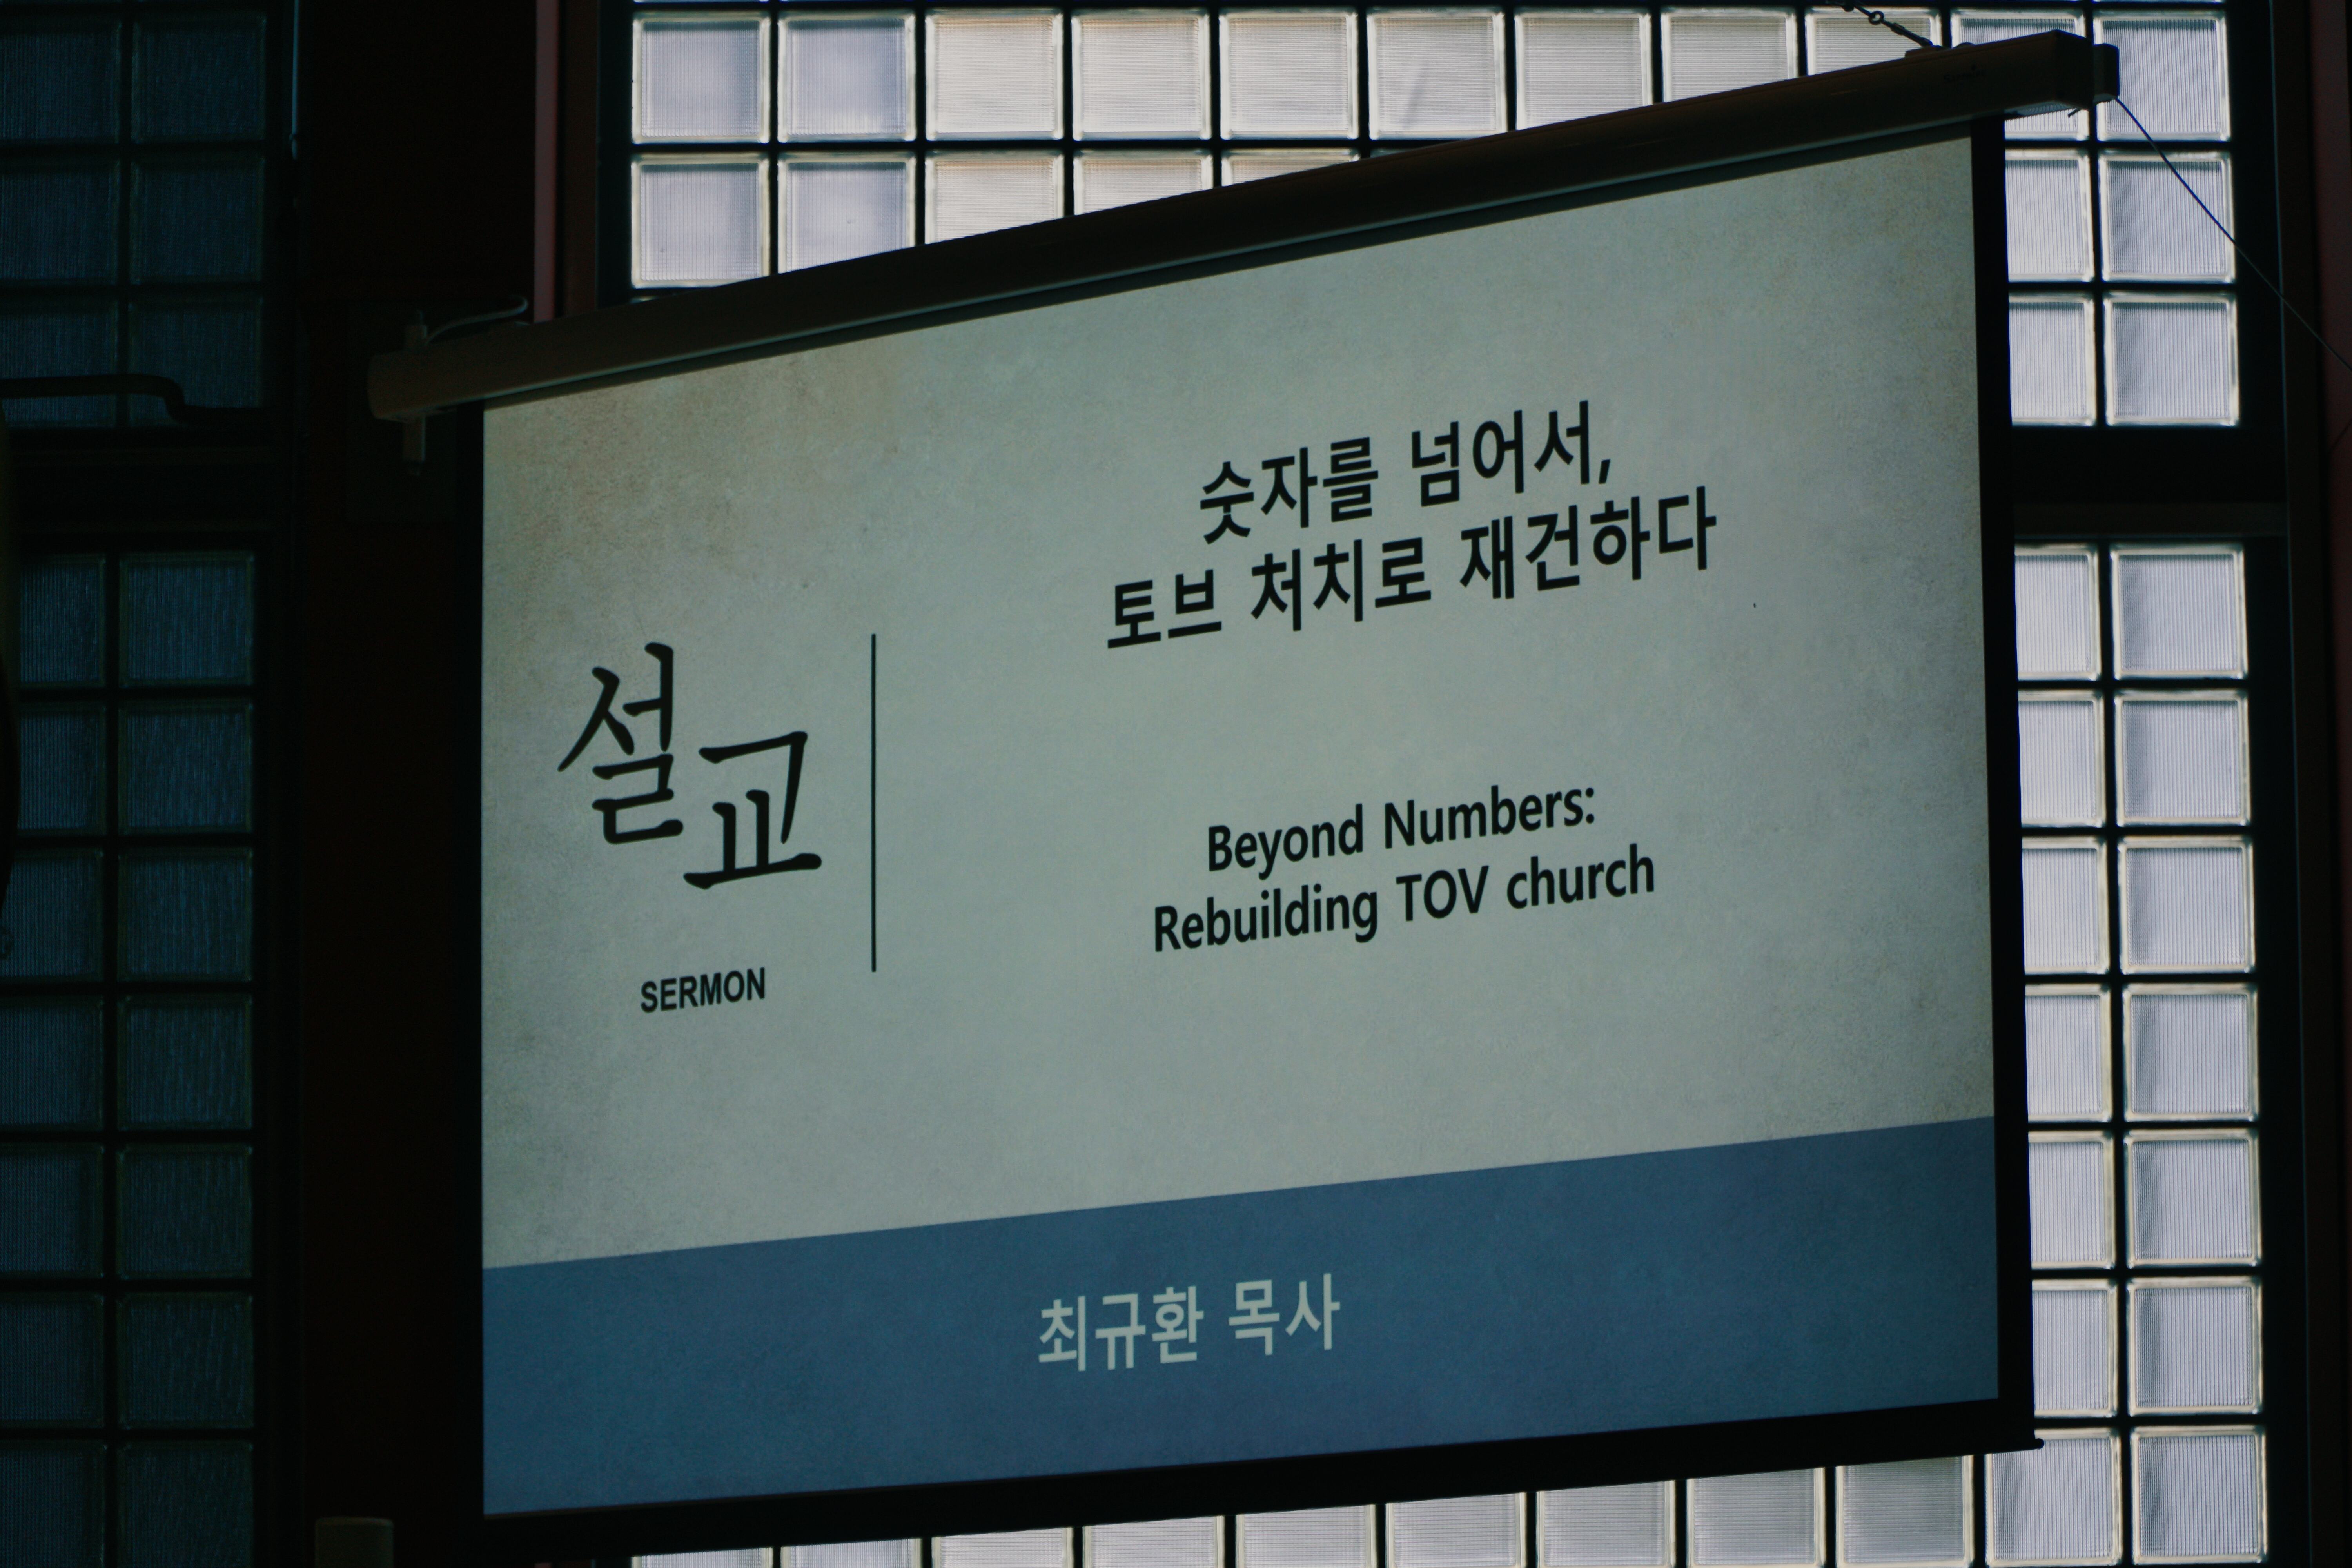 설교
SERMON
숫자를 넘어서,
토브 처치로 재건하다
Beyond Numbers:
Rebuilding TOV church
최규환 목사